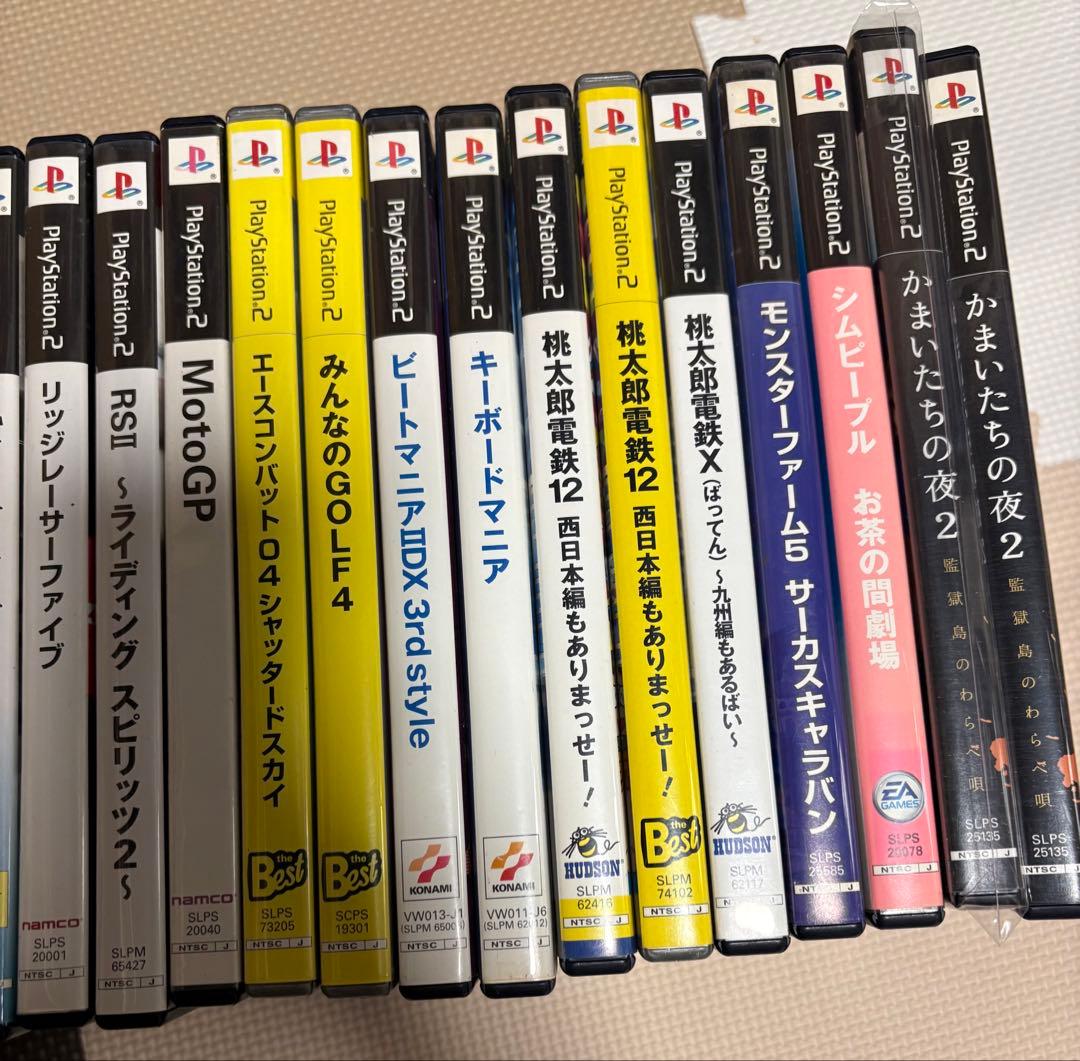 PlayStation®2
リッジレーサーファイブ
namco®
SLPS
20001
NTSC J
PlayStation®2
RSII ～ライディング スピリッツ2～
SLPM
65427
NTSC J
PlayStation®2
MotoGP
namco®
SLPS
20040
NTSC J
PlayStation®2
エースコンバット04 シャッタードスカイ
the
Best
SLPS
73205
NTSC J
PlayStation®2
みんなのGOLF4
the
Best
SCPS
19301
NTSC J
PlayStation®2
ビートマニアIIDX 3rd style
KONAMI
VW013-J1
NTSC J
PlayStation®2
キーボードマニア
KONAMI
VW011-J6
(SLPM 62012)
NTSC J
PlayStation®2
桃太郎電鉄12 西日本編もありまっせー!
HUDSON®
SLPM
62416
NTSC J
PlayStation®2
桃太郎電鉄12 西日本編もありまっせー!
the
Best
SLPM
74102
NTSC J
PlayStation®2
桃太郎電鉄X(ばってん)～九州編もあるばい～
HUDSON®
SLPM
62117
NTSC J
PlayStation®2
モンスターファーム5 サーカスキャラバン
SLPS
25585
NTSC J
PlayStation®2
シムピープル お茶の間劇場
EA
GAMES
SLPS
NTSC J
PlayStation®2
かまいたちの夜2 監獄島のわらべ唄
SLPS
25135
NTSC J
PlayStation®2
かまいたちの夜2 監獄島のわらべ唄
SLPS
25135
NTSC J